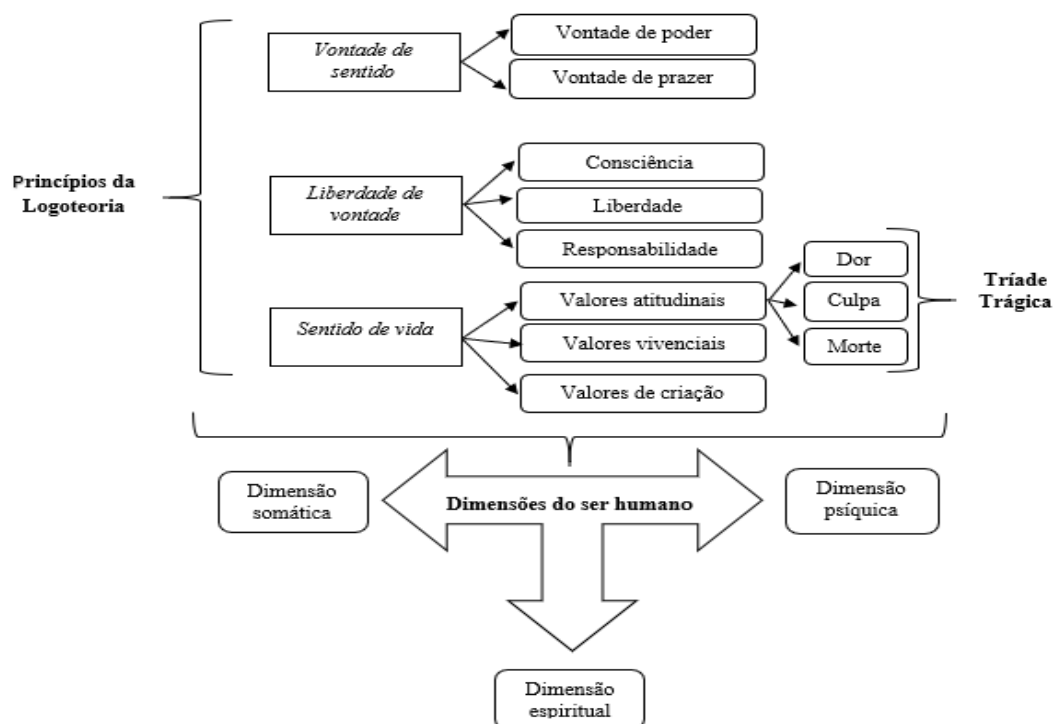 Princípios da
Logoteoria
Vontade de
sentido
Vontade de poder
Vontade de prazer
Liberdade de
vontade
Consciência
Liberdade
Responsabilidade
Sentido de vida
Valores atitudinais
Valores vivenciais
Valores de criação
Dor
Culpa
Morte
Tríade
Trágica
Dimensão
somática
Dimensões do ser humano
Dimensão
psíquica
Dimensão
espiritual